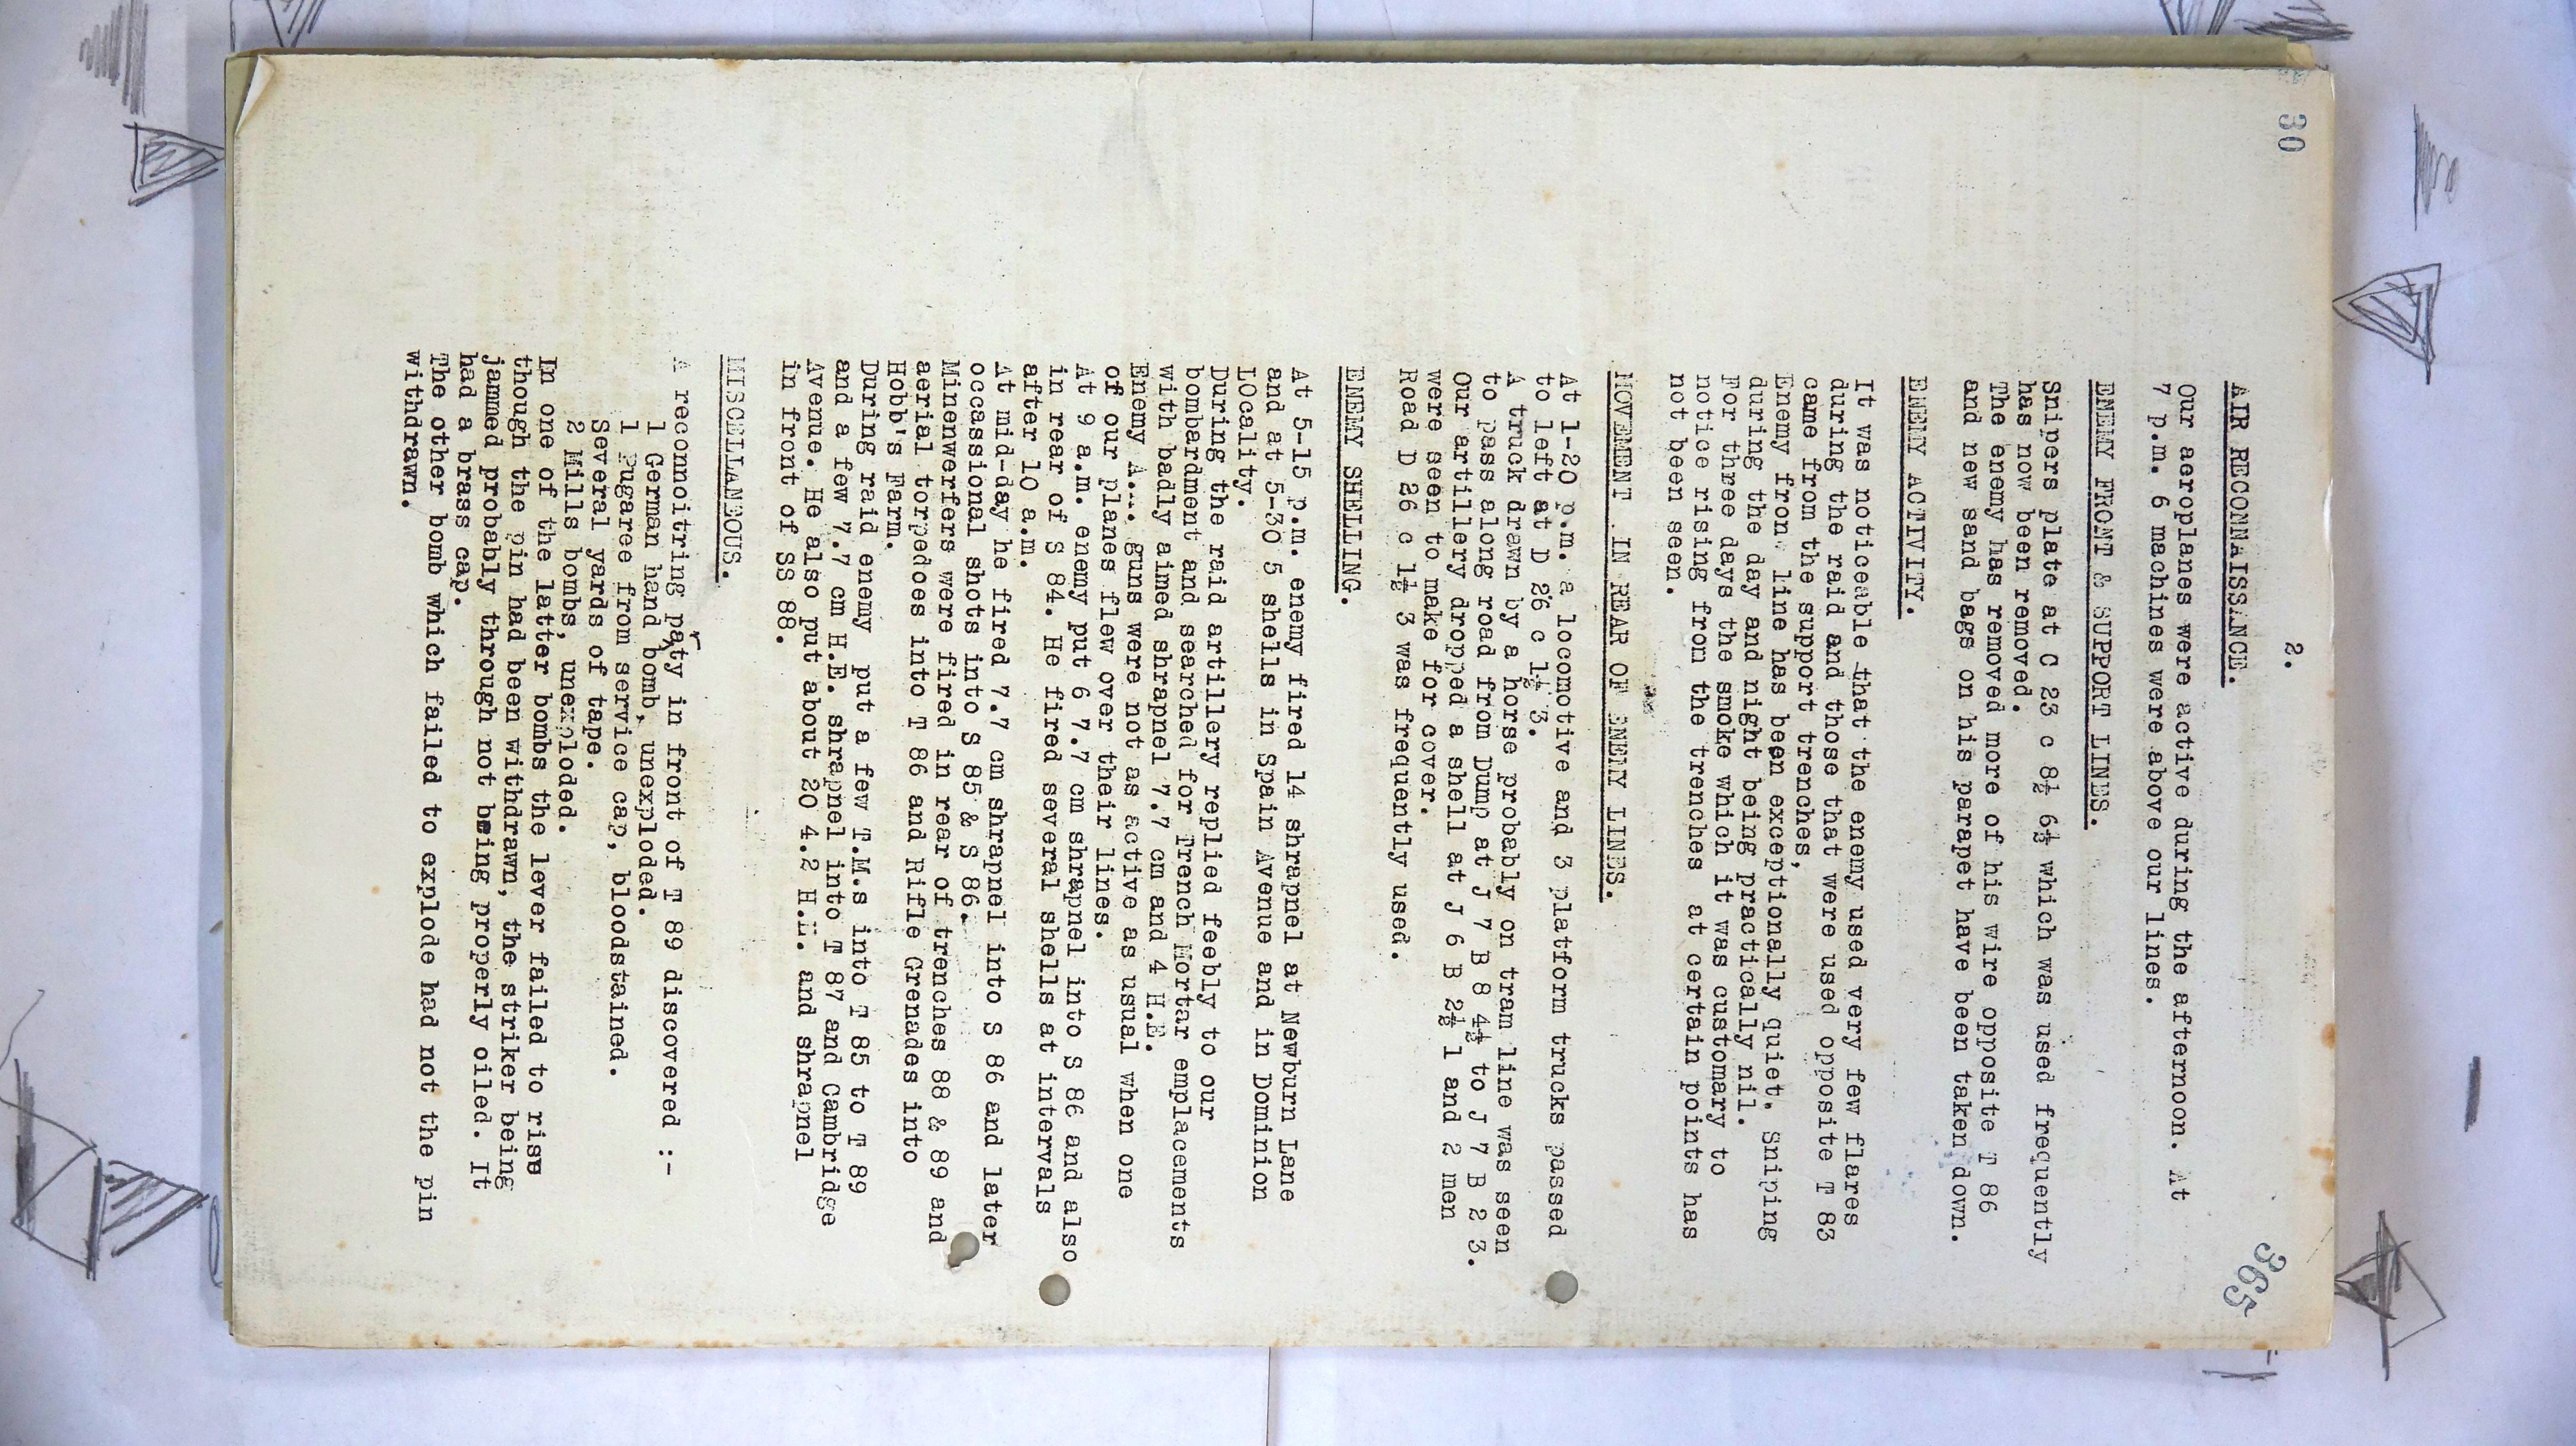 30
2.
365
AIR RECONNAISSANCE.
Our aeroplanes were active during the afternoon. At
7 p.m. 6 machines were above our lines.
ENEMY FRONT & SUPPORT LINES.
Snipers plate at C 23 c 8½ 6½ which was used frequently
has now been removed.
The enemy has removed more of his wire opposite T 86
and new sand bags on his parapet have been taken down.
ENEMY ACTIVITY.
It was noticeable that the enemy used very few flares
during the raid and those that were used opposite T 83
came from the support trenches,
Enemy front line has been exceptionally quiet. Sniping
during the day and night being practically nil.
For three days the smoke which it was customary to
notice rising from the trenches at certain points has
not been seen.
MOVEMENT IN REAR OF ENEMY LINES.
At 1-20 p.m. a locomotive and 3 platform trucks passed
to left at D 26 c 1½ 3.
A truck drawn by a horse probably on tram line was seen
to pass along road from Dump at J 7 B 8 4½ to J 7 B 2 3.
Our artillery dropped a shell at J 6 B 2½ 1 and 2 men
were seen to make for cover.
Road D 26 c 1½ 3 was frequently used.
ENEMY SHELLING.
At 5-15 p.m. enemy fired 14 shrapnel at Newburn Lane
and at 5-30 5 shells in Spain Avenue and in Dominion
LOcality.
During the raid artillery replied feebly to our
bombardment and searched for Trench Mortar emplacements
with badly aimed shrapnel 7.7 cm and 4 H.E.
Enemy A.A. guns were not as active as usual when one
of our planes flew over their lines.
At 9 a.m. enemy put 6 7.7 cm shrapnel into S 86 and also
in rear of S 84. He fired several shells at intervals
after 10 a.m.
At mid-day he fired 7.7 cm shrapnel into S 86 and later
occassional shots into S 85 & S 86.
Minenwerfers were fired in rear of trenches 88 & 89 and
aerial torpedoes into T 86 and Rifle Grenades into
Hobb's Farm.
During raid enemy put a few T.M.s into T 85 to T 89
and a few 7.7 cm H.E. shrapnel into T 87 and Cambridge
Avenue. He also put about 20 4.2 H.E. and shrapnel
in front of SS 88.
MISCELLANEOUS.
A reconnoitring party in front of T 89 discovered :-
1 German hand bomb, unexploded.
1 Pugaree from service cap, bloodstained.
Several yards of tape.
2 Mills bombs, unexploded.
In one of the latter bombs the lever failed to rise
though the pin had been withdrawn, the striker being
jammed probably through not being properly oiled. It
had a brass cap.
The other bomb which failed to explode had not the pin
withdrawn.